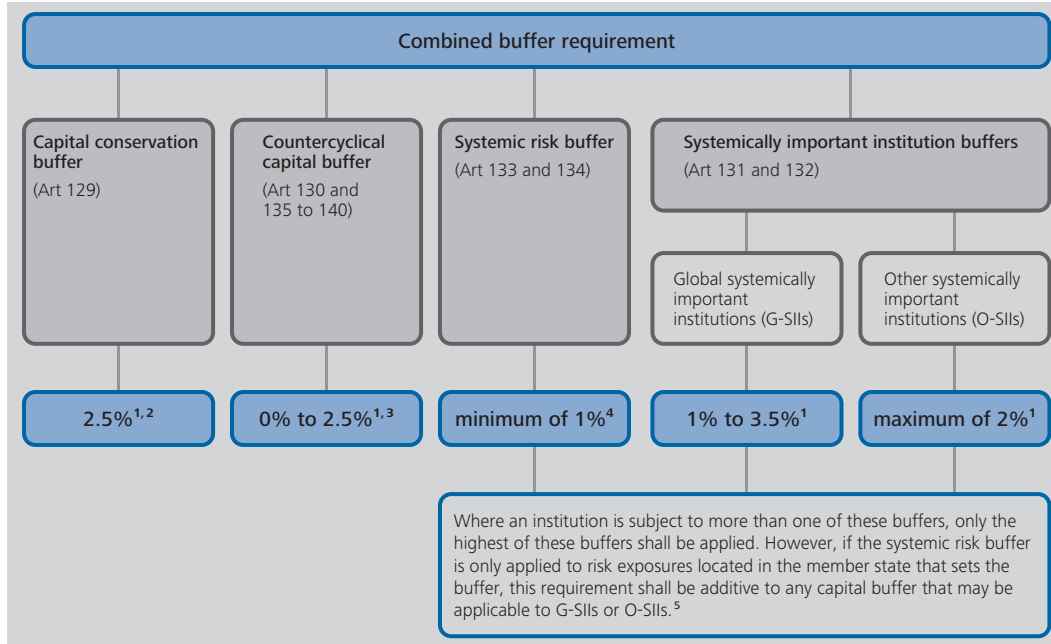 Combined buffer requirement
Capital conservation
buffer
(Art 129)
Countercyclical
capital buffer
(Art 130 and
135 to 140)
Systemic risk buffer
(Art 133 and 134)
Systemically important institution buffers
(Art 131 and 132)
Global systemically
important
institutions (G-SIIs)
Other systemically
important
institutions (O-SIIs)
2.5%1, 2
0% to 2.5%1, 3
minimum of 1%4
1% to 3.5%1
maximum of 2%1
Where an institution is subject to more than one of these buffers, only the
highest of these buffers shall be applied. However, if the systemic risk buffer
is only applied to risk exposures located in the member state that sets the
buffer, this requirement shall be additive to any capital buffer that may be
applicable to G-SIIs or O-SIIs.5